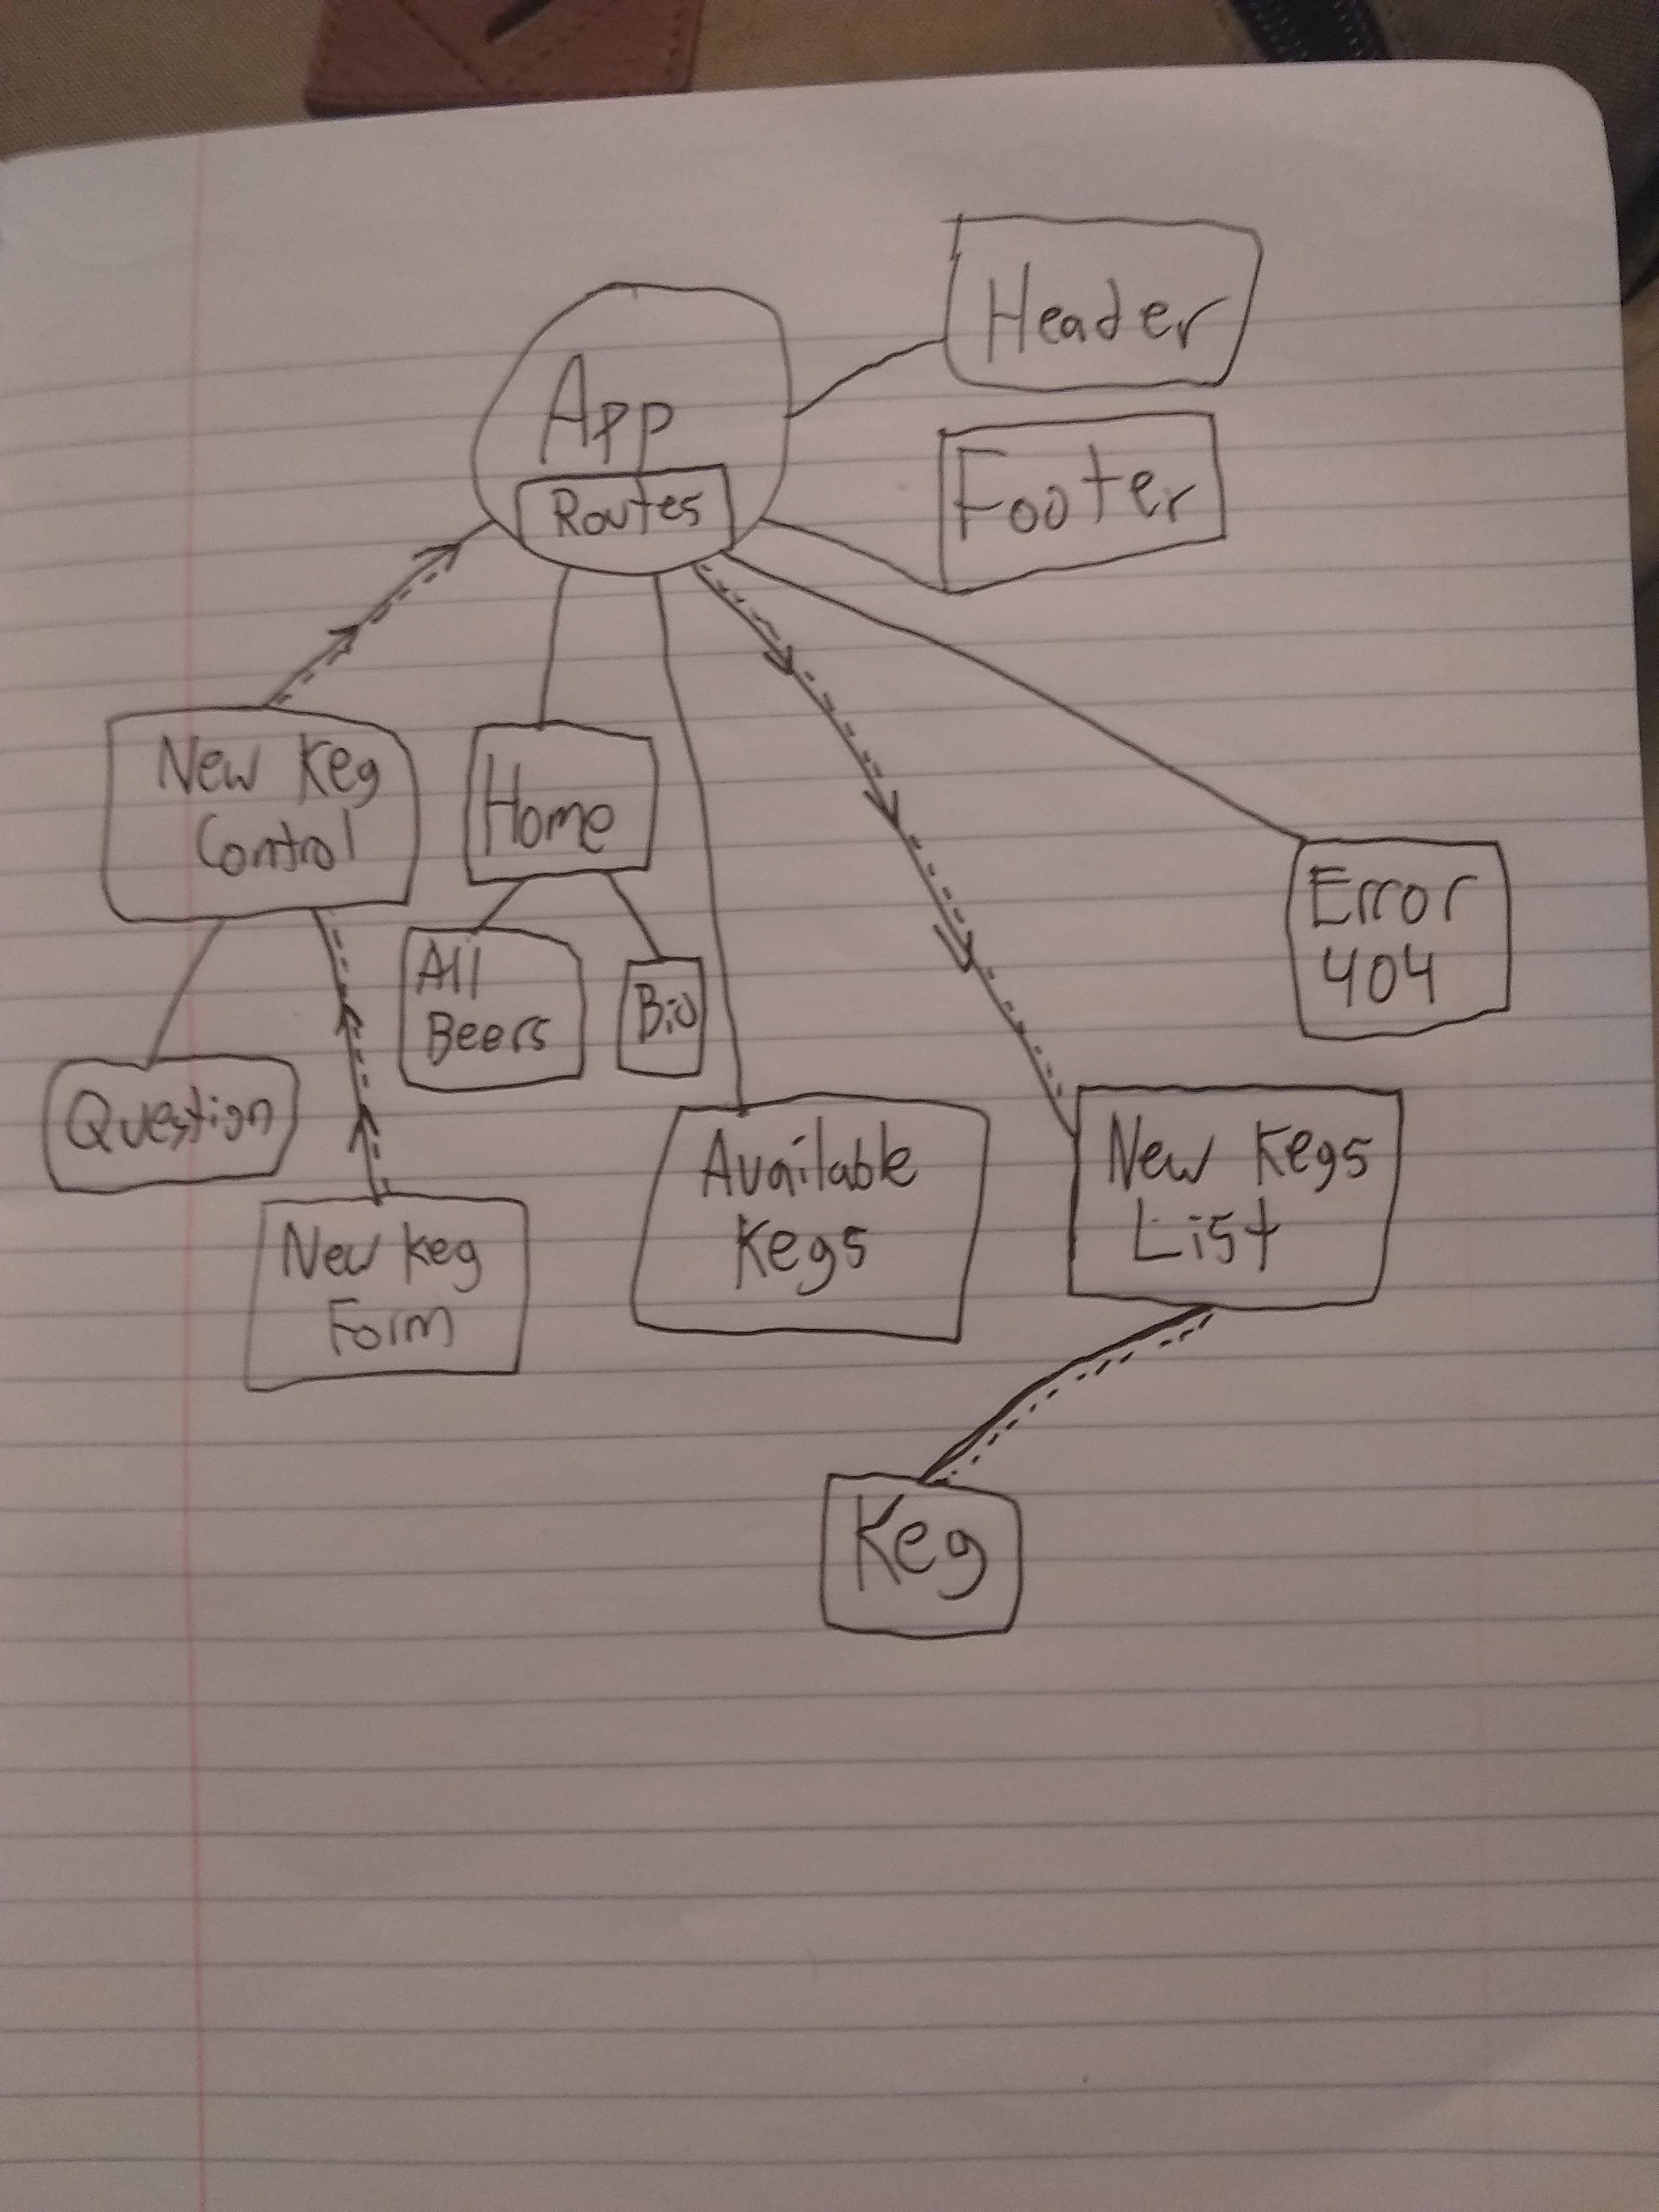 Header
App
Routes
Footer
New Keg
Control
Home
Error
404
All
Beers
Bio
Question
New Keg
Form
Available
Kegs
New Kegs
List
Keg